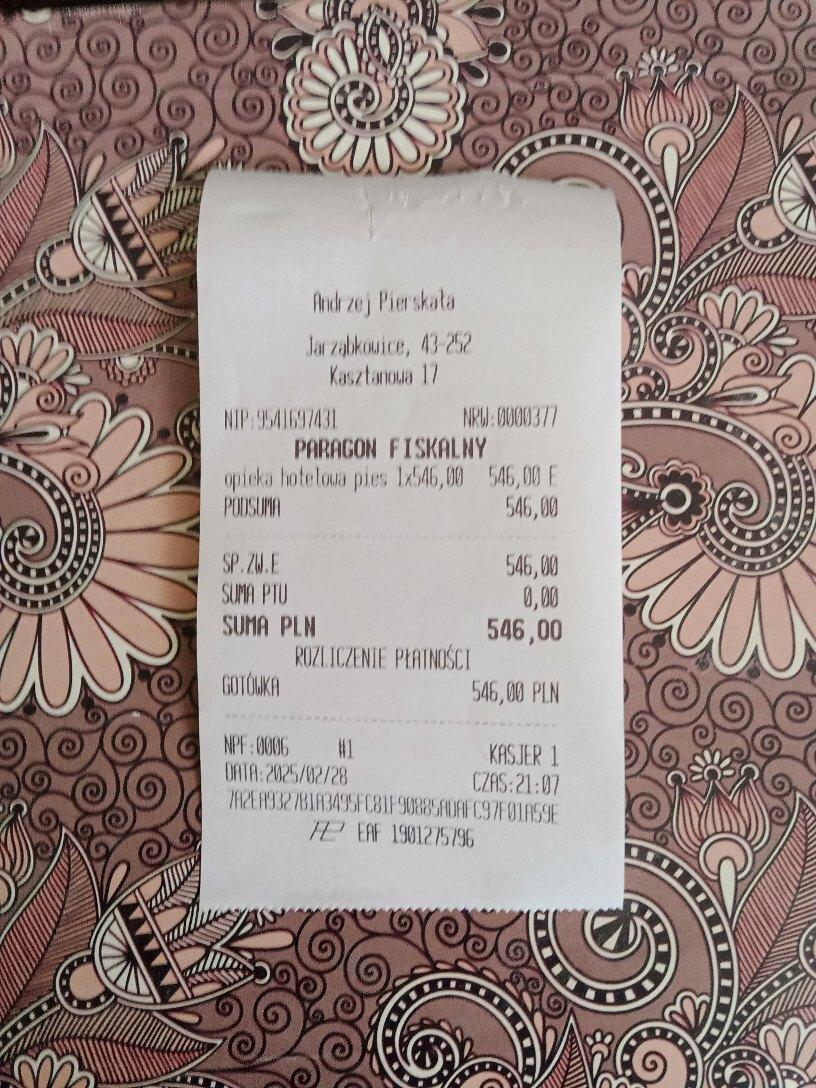 Andrzej Pierskała
Jarząbkowice, 43-252
Kasztanowa 17
NIP:9541697431 NRW:0000377
PARAGON FISKALNY
opieka hotelowa pies 1x546,00 546,00 E
PODSUMA 546,00
SP.ZW.E 546,00
SUMA PTU 0,00
SUMA PLN 546,00
ROZLICZENIE PŁATNOŚCI
GOTÓWKA 546,00 PLN
NPF:0006 #1 KASJER 1
DATA:2025/02/28 CZAS:21:07
7A2EA9327B1A3495FC81F90885ADAFC97F01A59E
EAF 1901275796